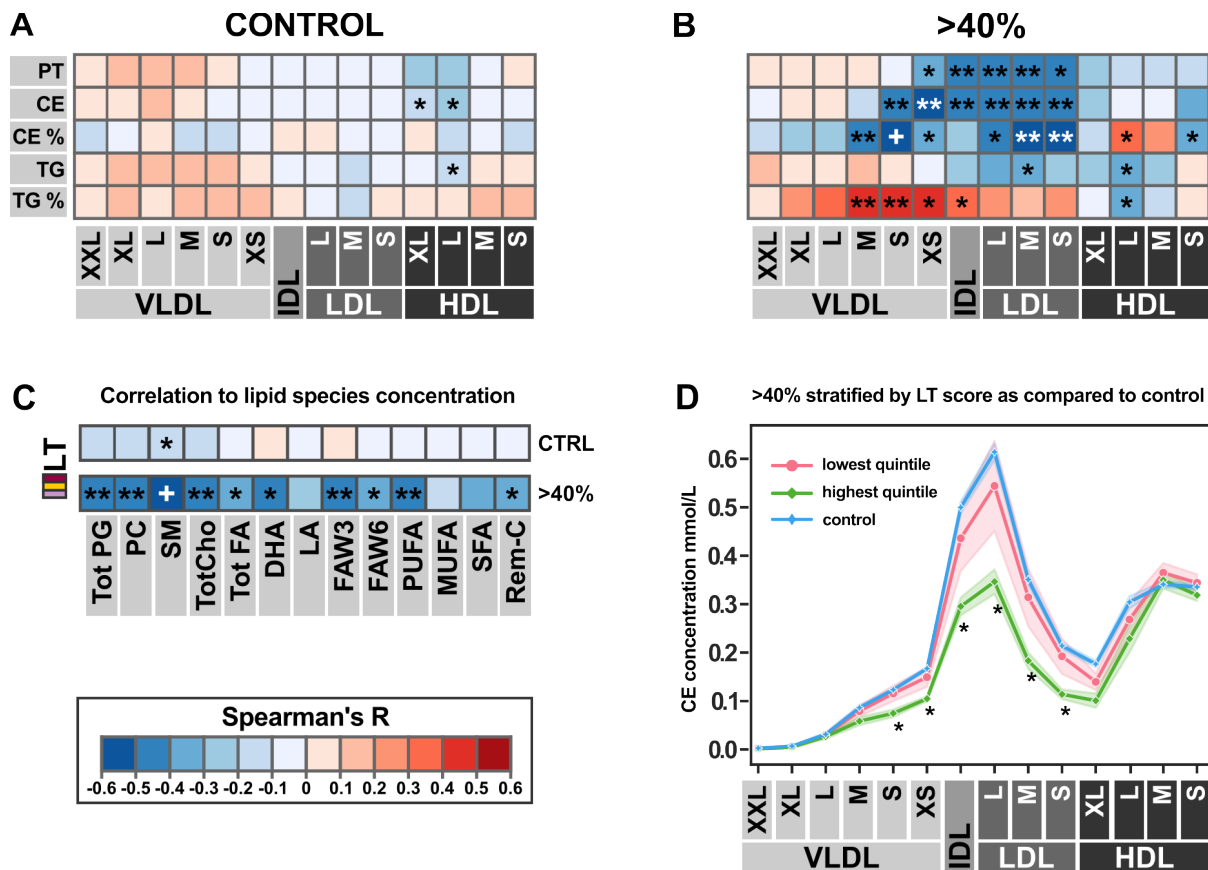 A
CONTROL
PT
CE
CE %
TG
TG %
* *
*
XXL XL L M S XS IDL L M S XL L M S
VLDL LDL HDL
B
>40%
* ** ** ** *
** ** ** ** ** **
** + * * ** ** * *
* *
** ** * * *
XXL XL L M S XS IDL L M S XL L M S
VLDL LDL HDL
C
Correlation to lipid species concentration
LT
* CTRL
** ** + ** * * ** * ** * >40%
Tot PG PC SM TotCho Tot FA DHA LA FAW3 FAW6 PUFA MUFA SFA Rem-C
Spearman's R
-0.6 -0.5 -0.4 -0.2 -0.1 0 0.1 0.2 0.3 0.4 0.5 0.6
D
>40% stratified by LT score as compared to control
CE concentration mmol/L
0.6
0.5
0.4
0.3
0.2
0.1
0.0
lowest quintile
highest quintile
control
* * * * * *
XXL XL L M S XS IDL L M S XL L M S
VLDL LDL HDL